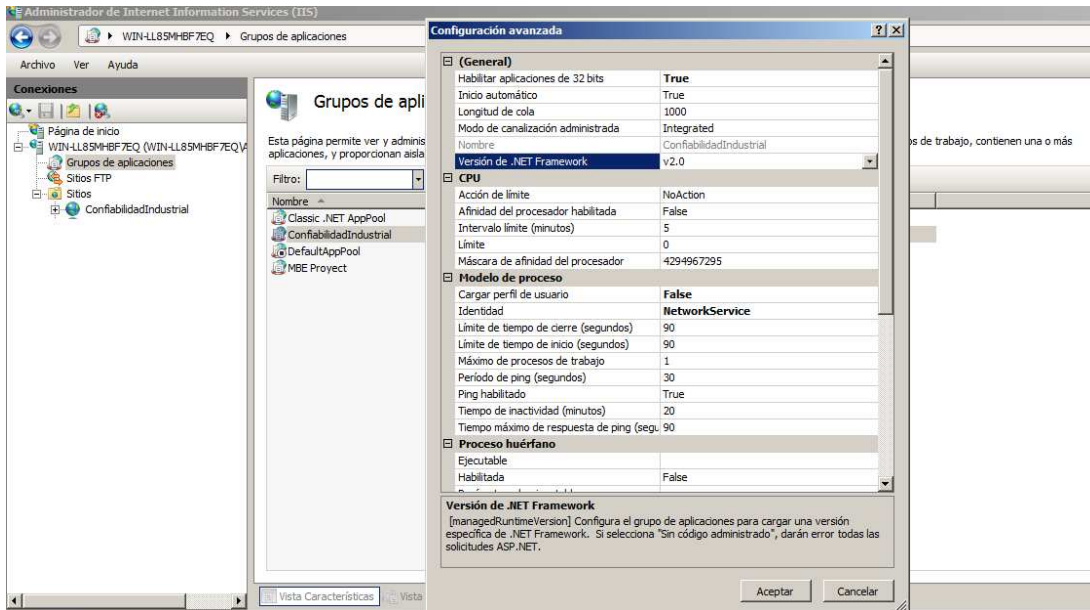 Administrador de Internet Information Services (IIS)
WIN-LL85MHBF7EQ Grupos de aplicaciones
Archivo Ver Ayuda
Conexiones
Página de inicio
WIN-LL85MHBF7EQ (WIN-LL85MHBF7EQ\A
Grupos de aplicaciones
Sitios FTP
Sitios
ConfiabilidadIndustrial
Grupos de apli
Esta página permite ver y adminis
aplicaciones, y proporcionan aisla
os de trabajo, contienen una o más
Filtro:
Nombre
Classic .NET AppPool
ConfiabilidadIndustrial
DefaultAppPool
MBE Proyect
Vista Características Vista
Configuración avanzada
(General)
Habilitar aplicaciones de 32 bits True
Inicio automático True
Longitud de cola 1000
Modo de canalización administrada Integrated
Nombre ConfiabilidadIndustrial
Versión de .NET Framework v2.0
CPU
Acción de límite NoAction
Afinidad del procesador habilitada False
Intervalo límite (minutos) 5
Límite 0
Máscara de afinidad del procesador 4294967295
Modelo de proceso
Cargar perfil de usuario False
Identidad NetworkService
Límite de tiempo de cierre (segundos) 90
Límite de tiempo de inicio (segundos) 90
Máximo de procesos de trabajo 1
Período de ping (segundos) 30
Ping habilitado True
Tiempo de inactividad (minutos) 20
Tiempo máximo de respuesta de ping (segu 90
Proceso huérfano
Ejecutable
Habilitada False
Versión de .NET Framework
[managedRuntimeVersion] Configura el grupo de aplicaciones para cargar una versión
específica de .NET Framework. Si selecciona "Sin código administrado", darán error todas las
solicitudes ASP.NET.
Aceptar Cancelar